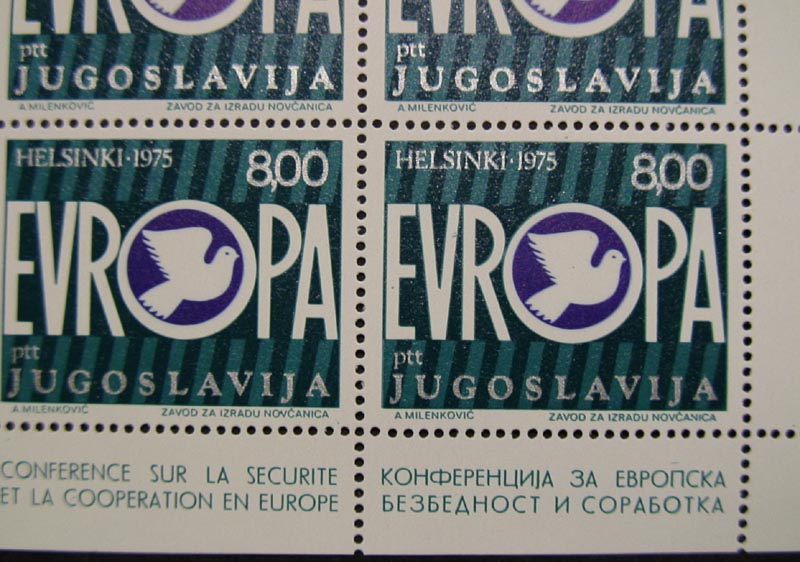 ptt
JUGOSLAVIJA
A. MILENKOVIĆ ZAVOD ZA IZRADU NOVČANICA
ptt
JUGOSLAVIJA
A. MILENKOVIĆ ZAVOD ZA IZRADU NOVČANICA
HELSINKI·1975 8,00
EVROPA
ptt
JUGOSLAVIJA
A. MILENKOVIĆ ZAVOD ZA IZRADU NOVČANICA
HELSINKI·1975 8,00
EVROPA
ptt
JUGOSLAVIJA
A. MILENKOVIĆ ZAVOD ZA IZRADU NOVČANICA
CONFERENCE SUR LA SECURITE
ET LA COOPERATION EN EUROPE
КОНФЕРЕНЦИЈА ЗА ЕВРОПСКА
БЕЗБЕДНОСТ И СОРАБОТКА